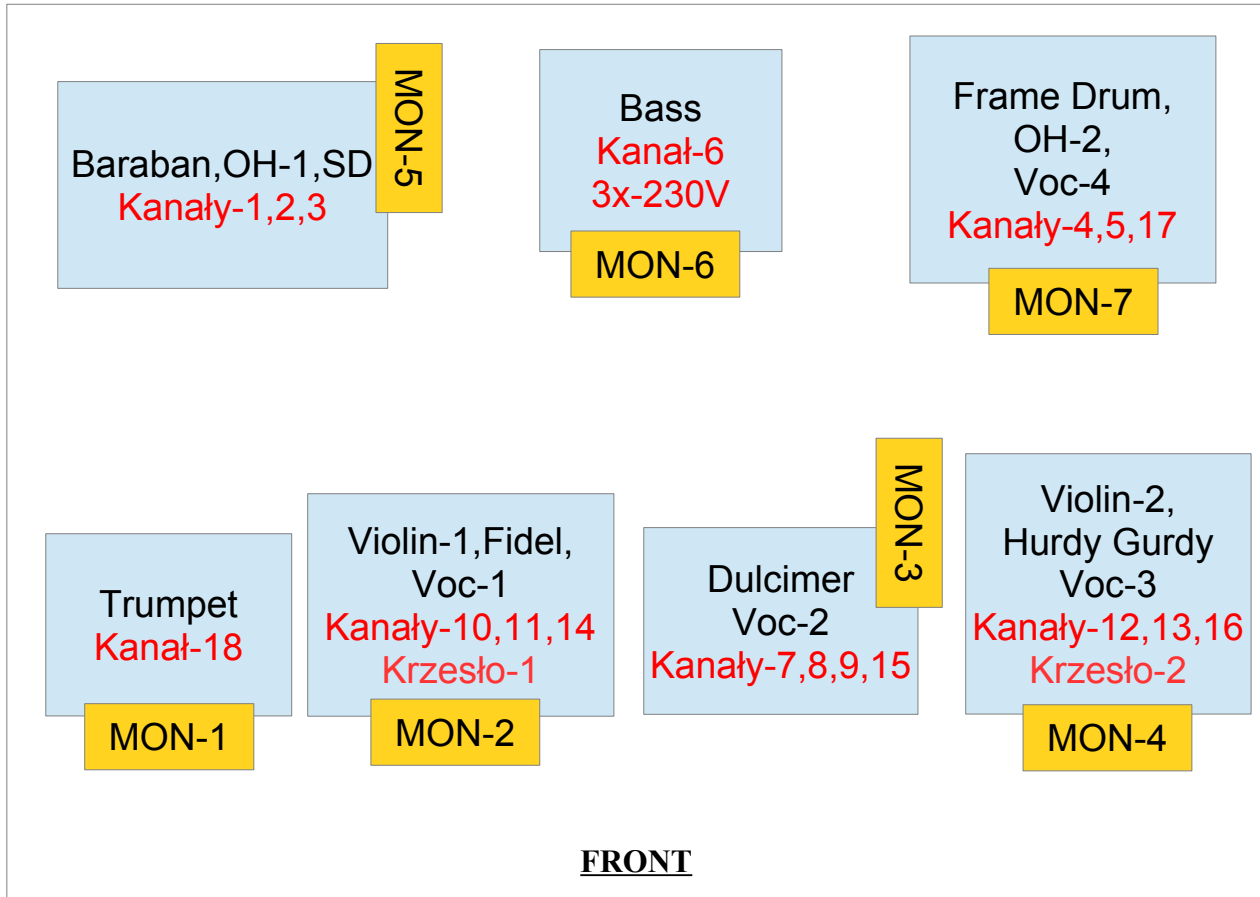 Baraban,OH-1,SD
Kanały-1,2,3
MON-5
Bass
Kanał-6
3x-230V
MON-6
Frame Drum,
OH-2,
Voc-4
Kanały-4,5,17
MON-7
Trumpet
Kanał-18
MON-1
Violin-1,Fidel,
Voc-1
Kanały-10,11,14
Krzesło-1
MON-2
Dulcimer
Voc-2
Kanały-7,8,9,15
MON-3
Violin-2,
Hurdy Gurdy
Voc-3
Kanały-12,13,16
Krzesło-2
MON-4
FRONT